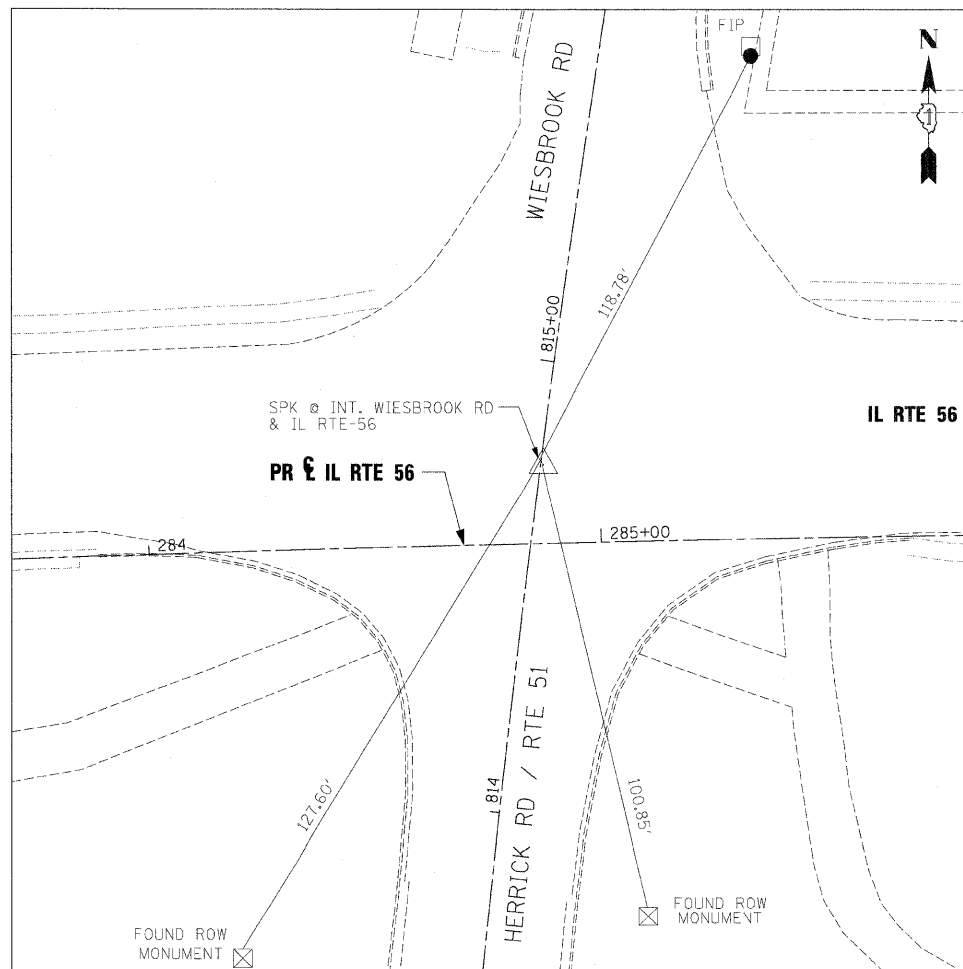 FIP
N
1
WIESBROOK RD
118.78'
815+00
SPK @ INT. WIESBROOK RD
& IL RTE-56
IL RTE 56
PR ℄ IL RTE 56
284
285+00
814
HERRICK RD / RTE 51
127.60'
100.85'
FOUND ROW
MONUMENT
FOUND ROW
MONUMENT